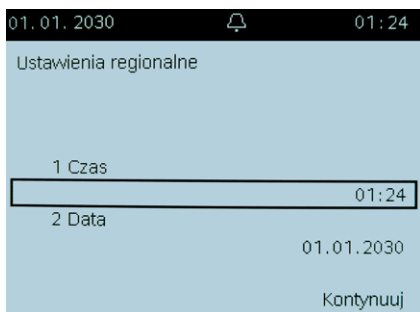 01.01.2030 01:24
Ustawienia regionalne
1 Czas
01:24
2 Data
01.01.2030
Kontynuuj